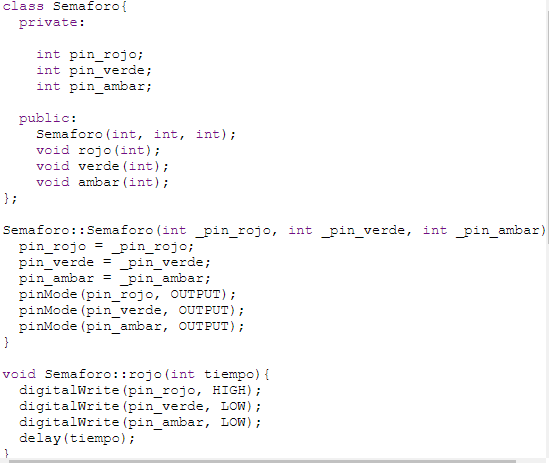 class Semaforo{
private:
int pin_rojo;
int pin_verde;
int pin_ambar;
public:
Semaforo(int, int, int);
void rojo(int);
void verde(int);
void ambar(int);
};
Semaforo::Semaforo(int _pin_rojo, int _pin_verde, int _pin_ambar)
pin_rojo = _pin_rojo;
pin_verde = _pin_verde;
pin_ambar = _pin_ambar;
pinMode(pin_rojo, OUTPUT);
pinMode(pin_verde, OUTPUT);
pinMode(pin_ambar, OUTPUT);
}
void Semaforo::rojo(int tiempo){
digitalWrite(pin_rojo, HIGH);
digitalWrite(pin_verde, LOW);
digitalWrite(pin_ambar, LOW);
delay(tiempo);
}